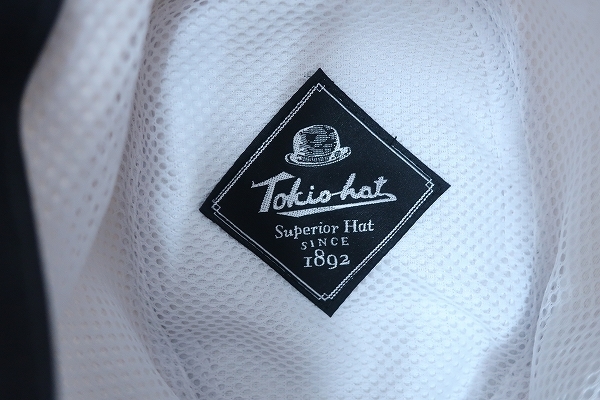 Tokio hat
Superior Hat
SINCE
1892